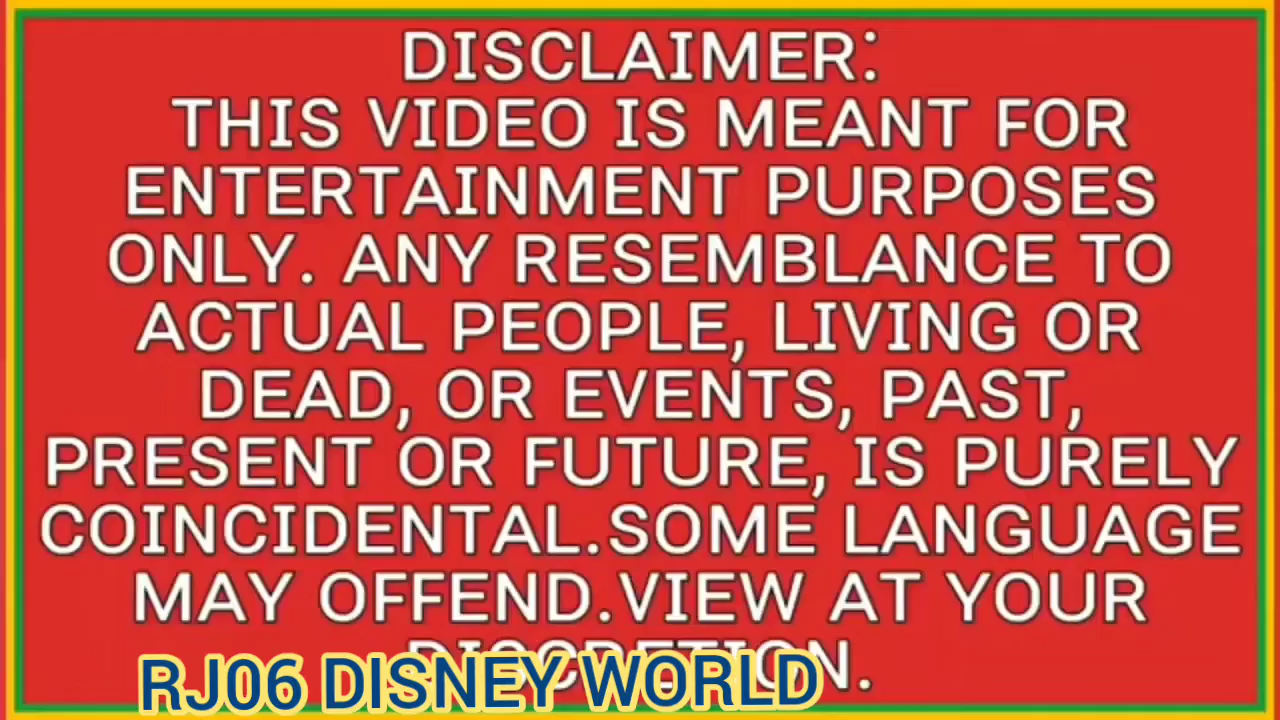 DISCLAIMER:
THIS VIDEO IS MEANT FOR
ENTERTAINMENT PURPOSES
ONLY. ANY RESEMBLANCE TO
ACTUAL PEOPLE, LIVING OR
DEAD, OR EVENTS, PAST,
PRESENT OR FUTURE, IS PURELY
COINCIDENTAL.SOME LANGUAGE
MAY OFFEND.VIEW AT YOUR
DISCRETION.
RJ06 DISNEY WORLD